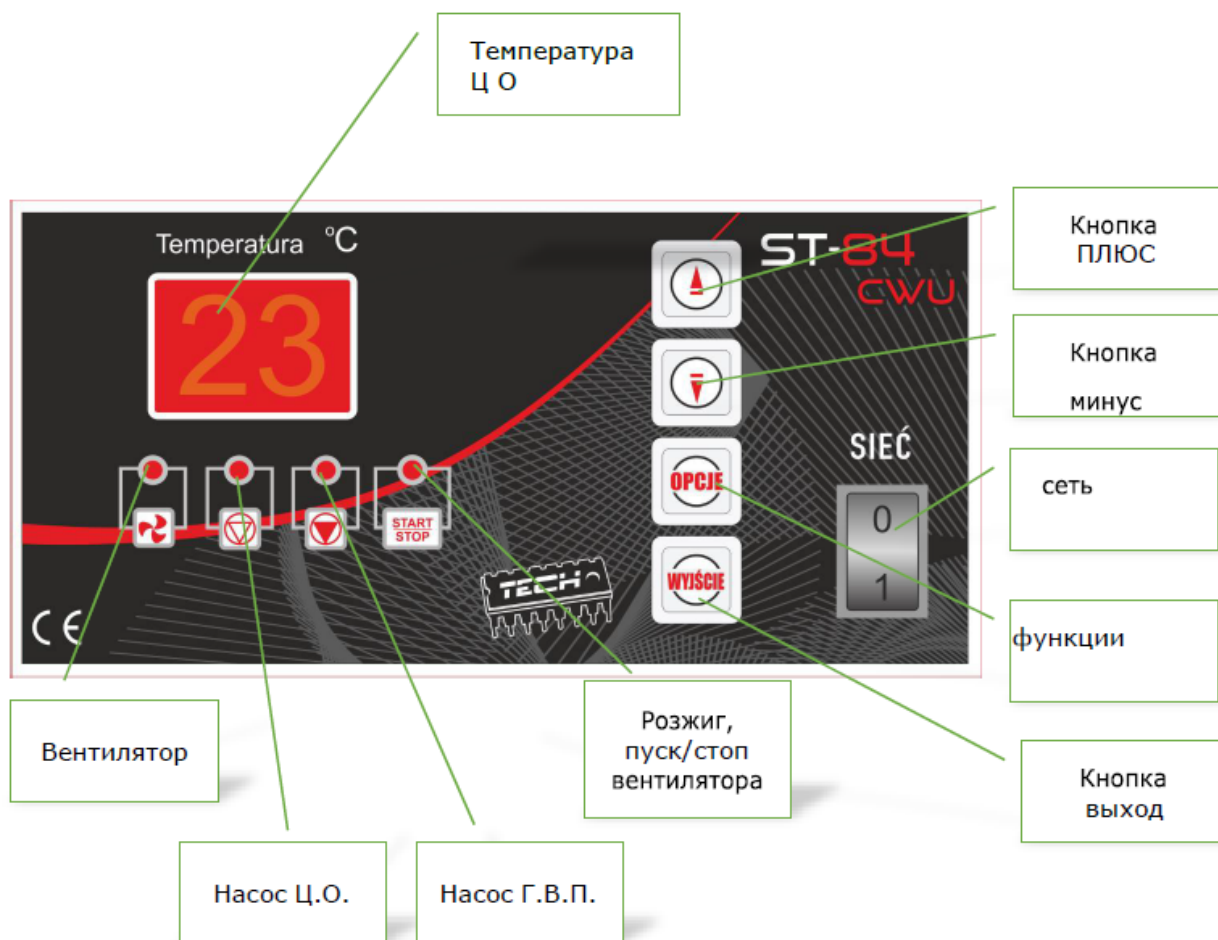 Температура
Ц О
Temperatura °C
23
ST-84
CWU
Кнопка
ПЛЮС
Кнопка
минус
SIEĆ
0
1
сеть
OPCJE
WYJŚCIE
START
STOP
TECH
CE
функции
Вентилятор
Розжиг,
пуск/стоп
вентилятора
Кнопка
выход
Насос Ц.О.
Насос Г.В.П.